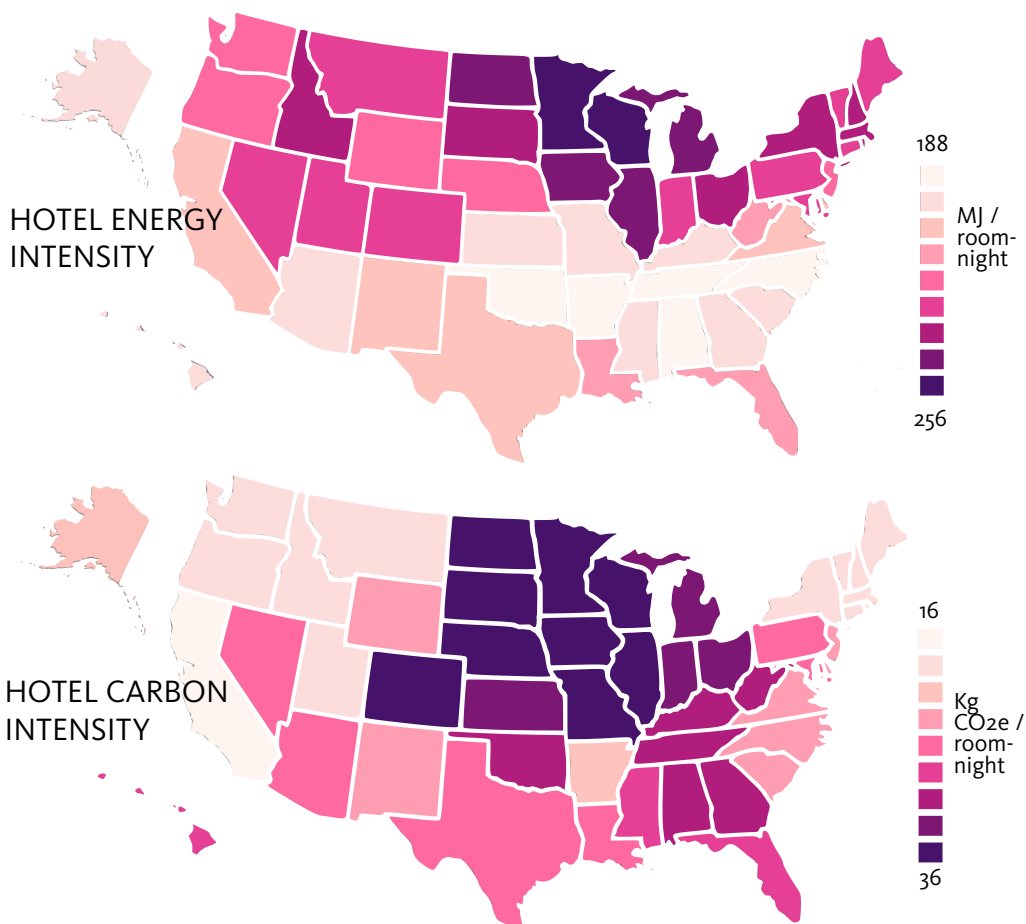 188
HOTEL ENERGY
INTENSITY
MJ /
room-
night
256
16
HOTEL CARBON
INTENSITY
Kg
CO2e /
room-
night
36